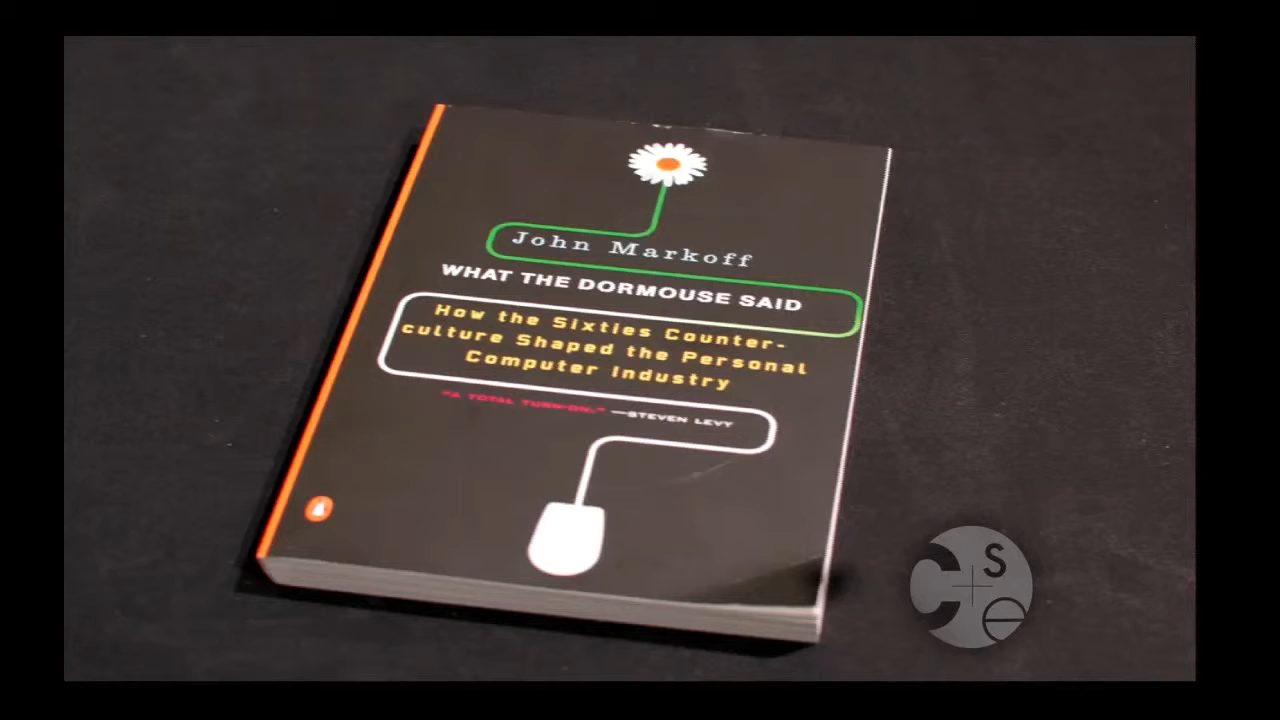 John Markoff
WHAT THE DORMOUSE SAID
How the Sixties Counter-
culture Shaped the Personal
Computer Industry
"A TOTAL TURN-ON." —STEVEN LEVY
C+se